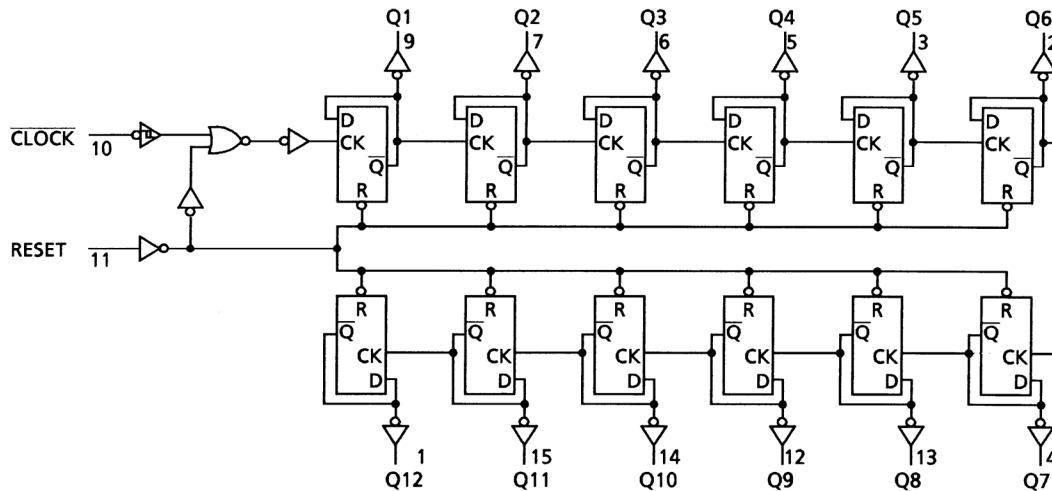 Q1 Q2 Q3 Q4 Q5 Q6
9 7 6 5 3 2
D D D D D D
CLOCK
10
CK CK CK CK CK CK
Q Q Q Q Q Q
R R R R R R
RESET
11
R R R R R R
Q Q Q Q Q Q
CK CK CK CK CK CK
D D D D D D
1 15 14 12 13 4
Q12 Q11 Q10 Q9 Q8 Q7